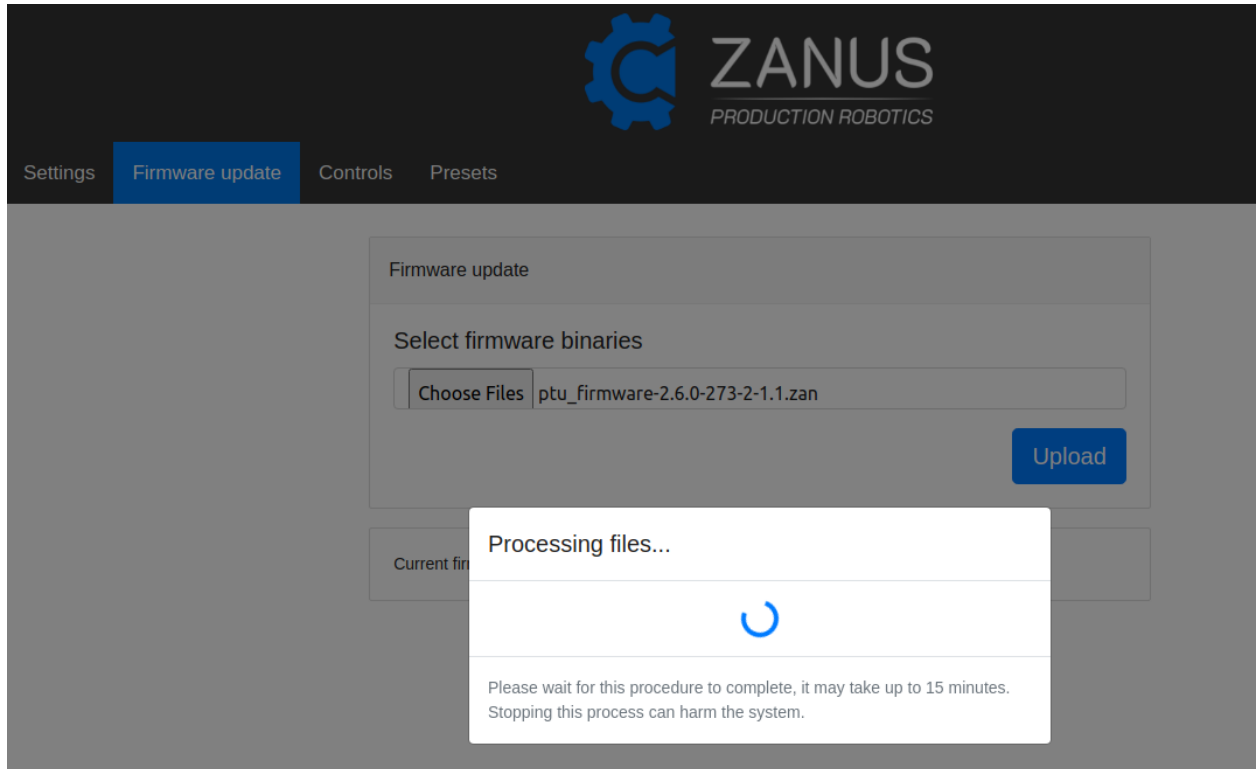 ZANUS
PRODUCTION ROBOTICS
Settings Firmware update Controls Presets
Firmware update
Select firmware binaries
Choose Files ptu_firmware-2.6.0-273-2-1.1.zan
Upload
Current
Processing files...
Please wait for this procedure to complete, it may take up to 15 minutes.
Stopping this process can harm the system.